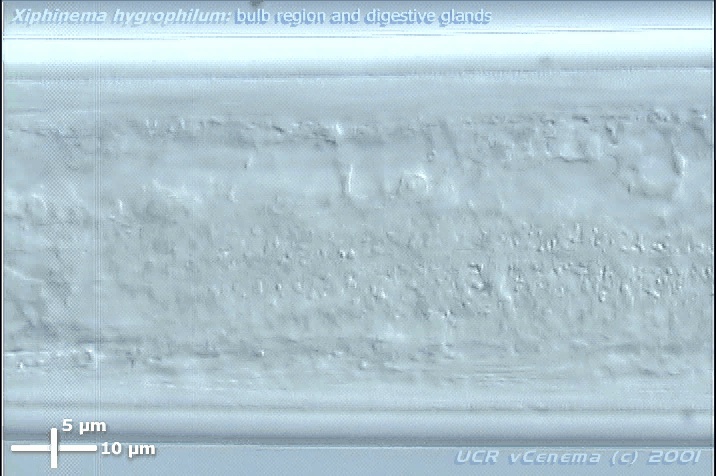 Xiphinema hygrophilum: bulb region and digestive glands
5 µm
10 µm
UCR vCenema (c) 2001